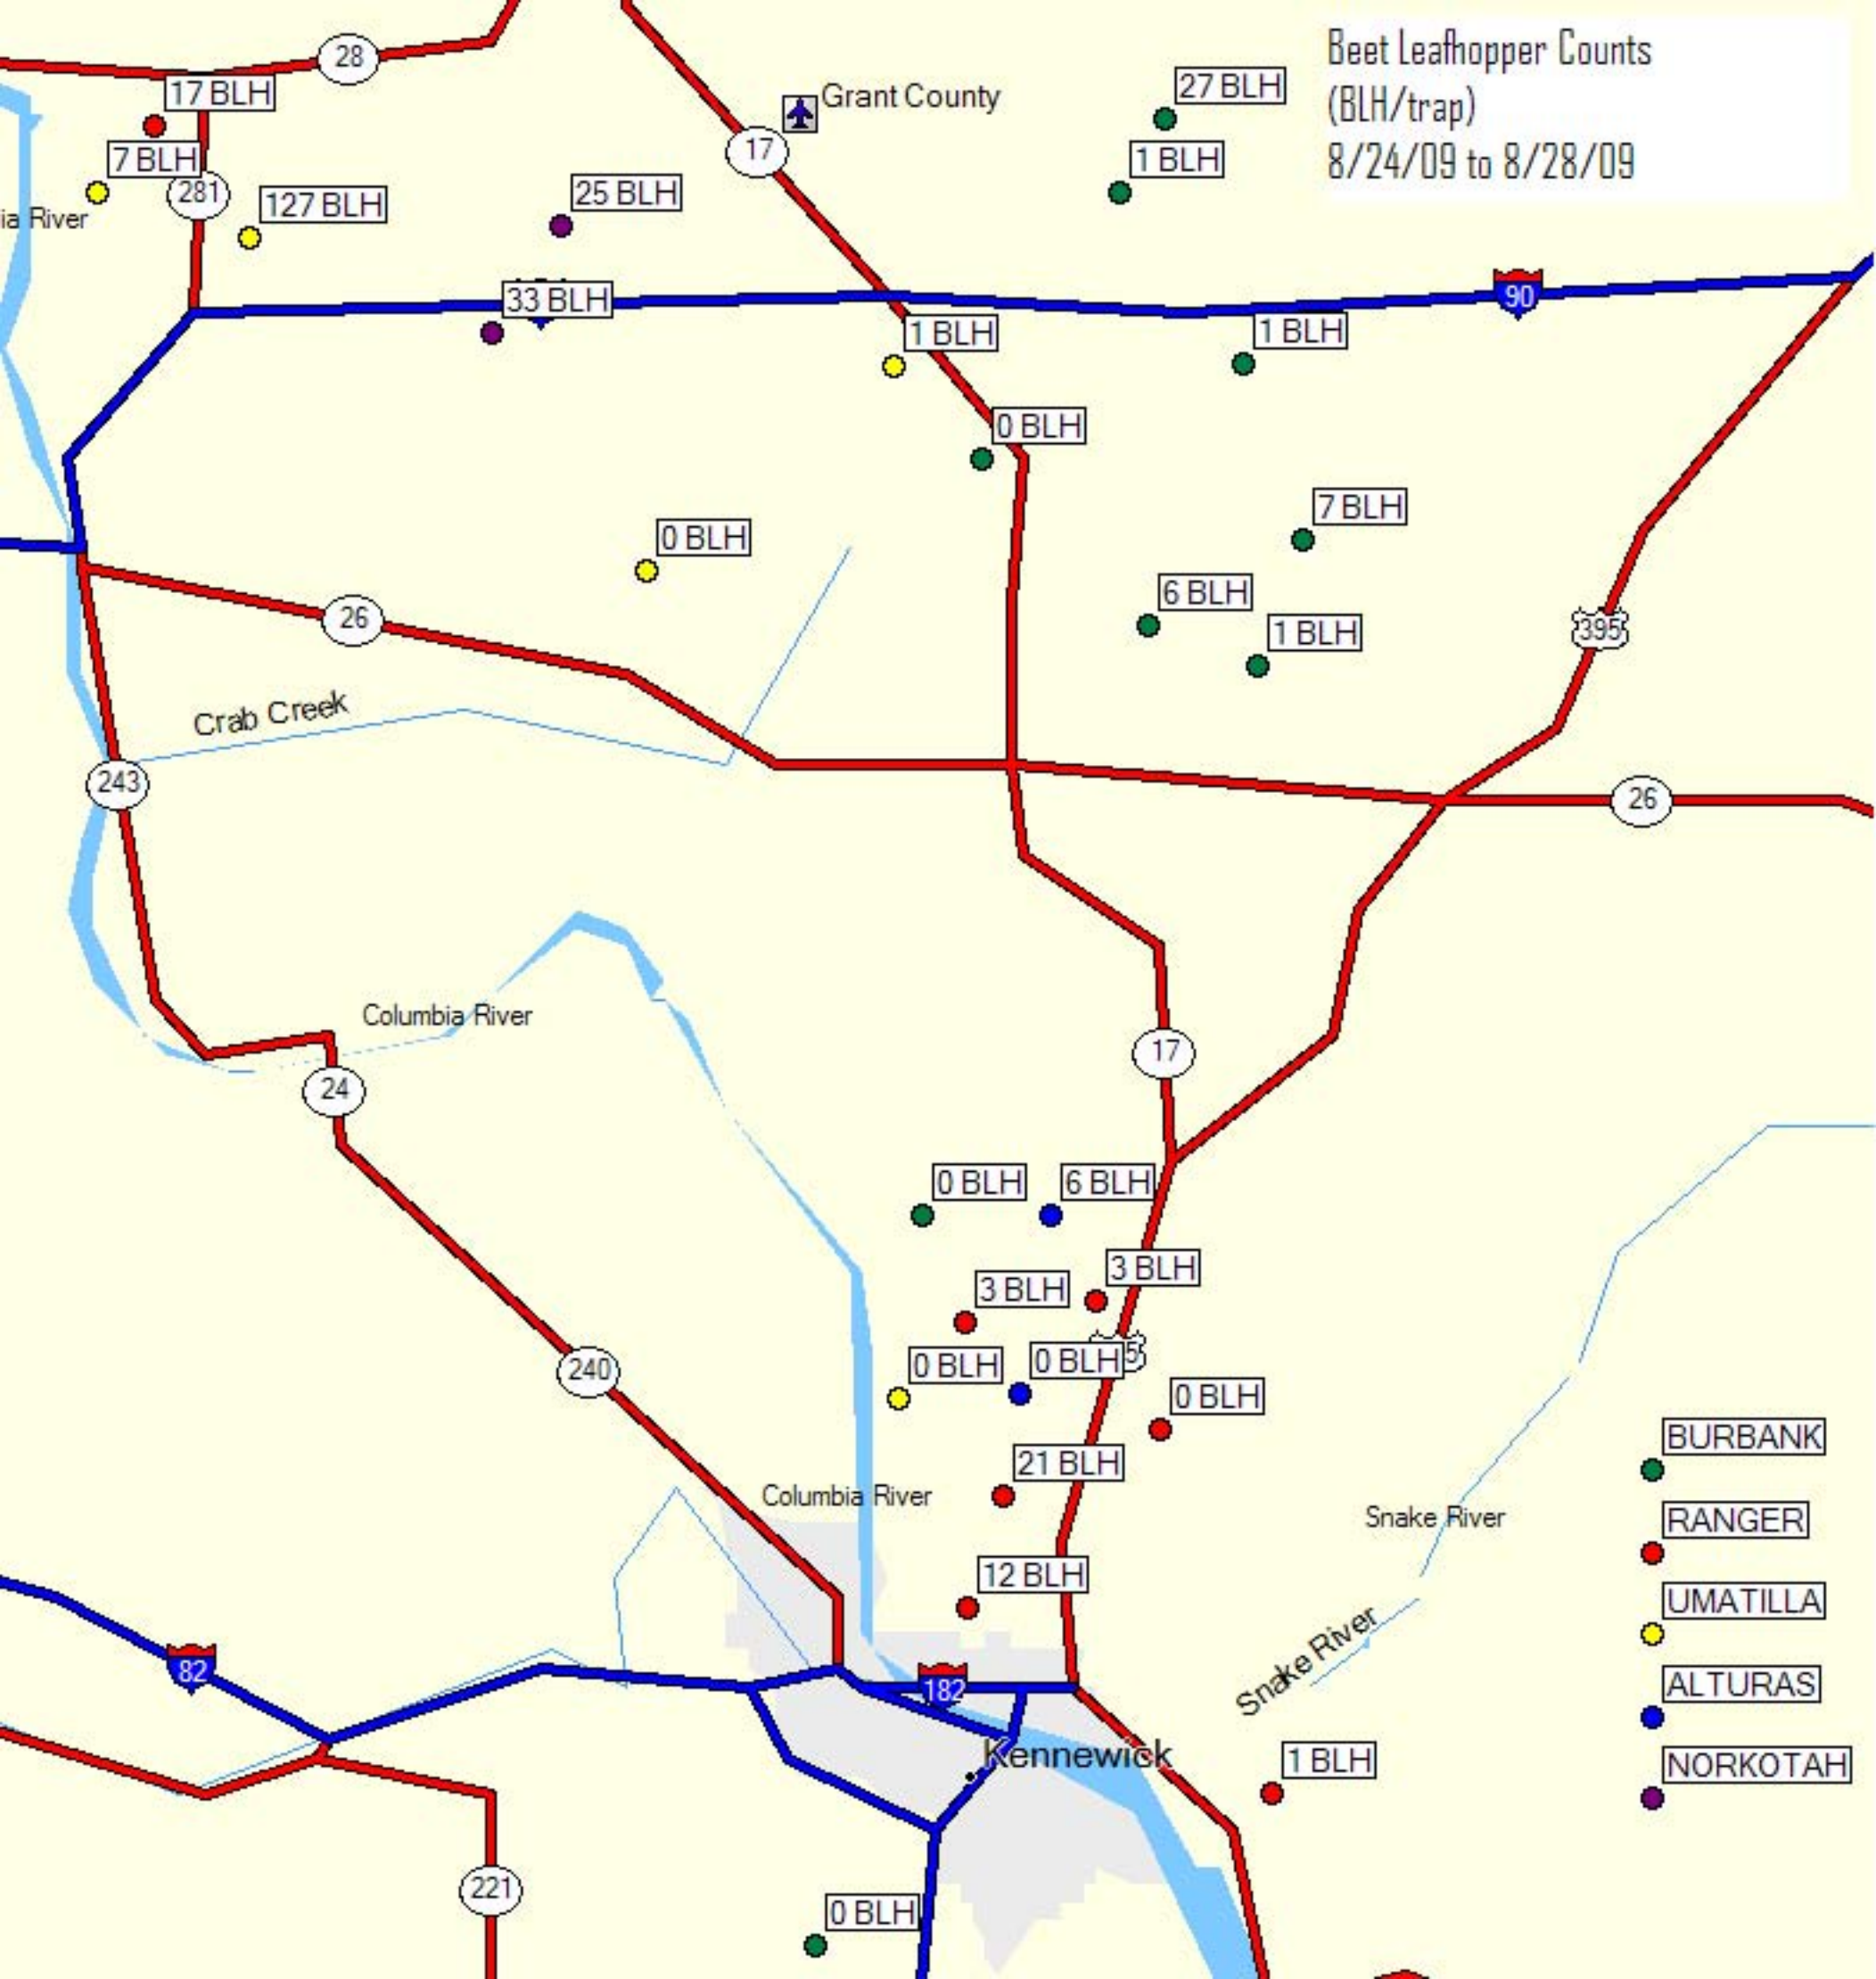 Beet Leafhopper Counts
(BLH/trap)
8/24/09 to 8/28/09
28
17 BLH
27 BLH
Grant County
17
7 BLH
1 BLH
281
127 BLH
25 BLH
ia River
33 BLH
90
1 BLH
1 BLH
0 BLH
7 BLH
0 BLH
6 BLH
26
1 BLH
395
Crab Creek
243
26
Columbia River
17
24
0 BLH
6 BLH
3 BLH
3 BLH
240
0 BLH
0 BLH
5
0 BLH
21 BLH
Columbia River
Snake River
12 BLH
Snake River
82
182
Kennewick
1 BLH
221
0 BLH
BURBANK
RANGER
UMATILLA
ALTURAS
NORKOTAH